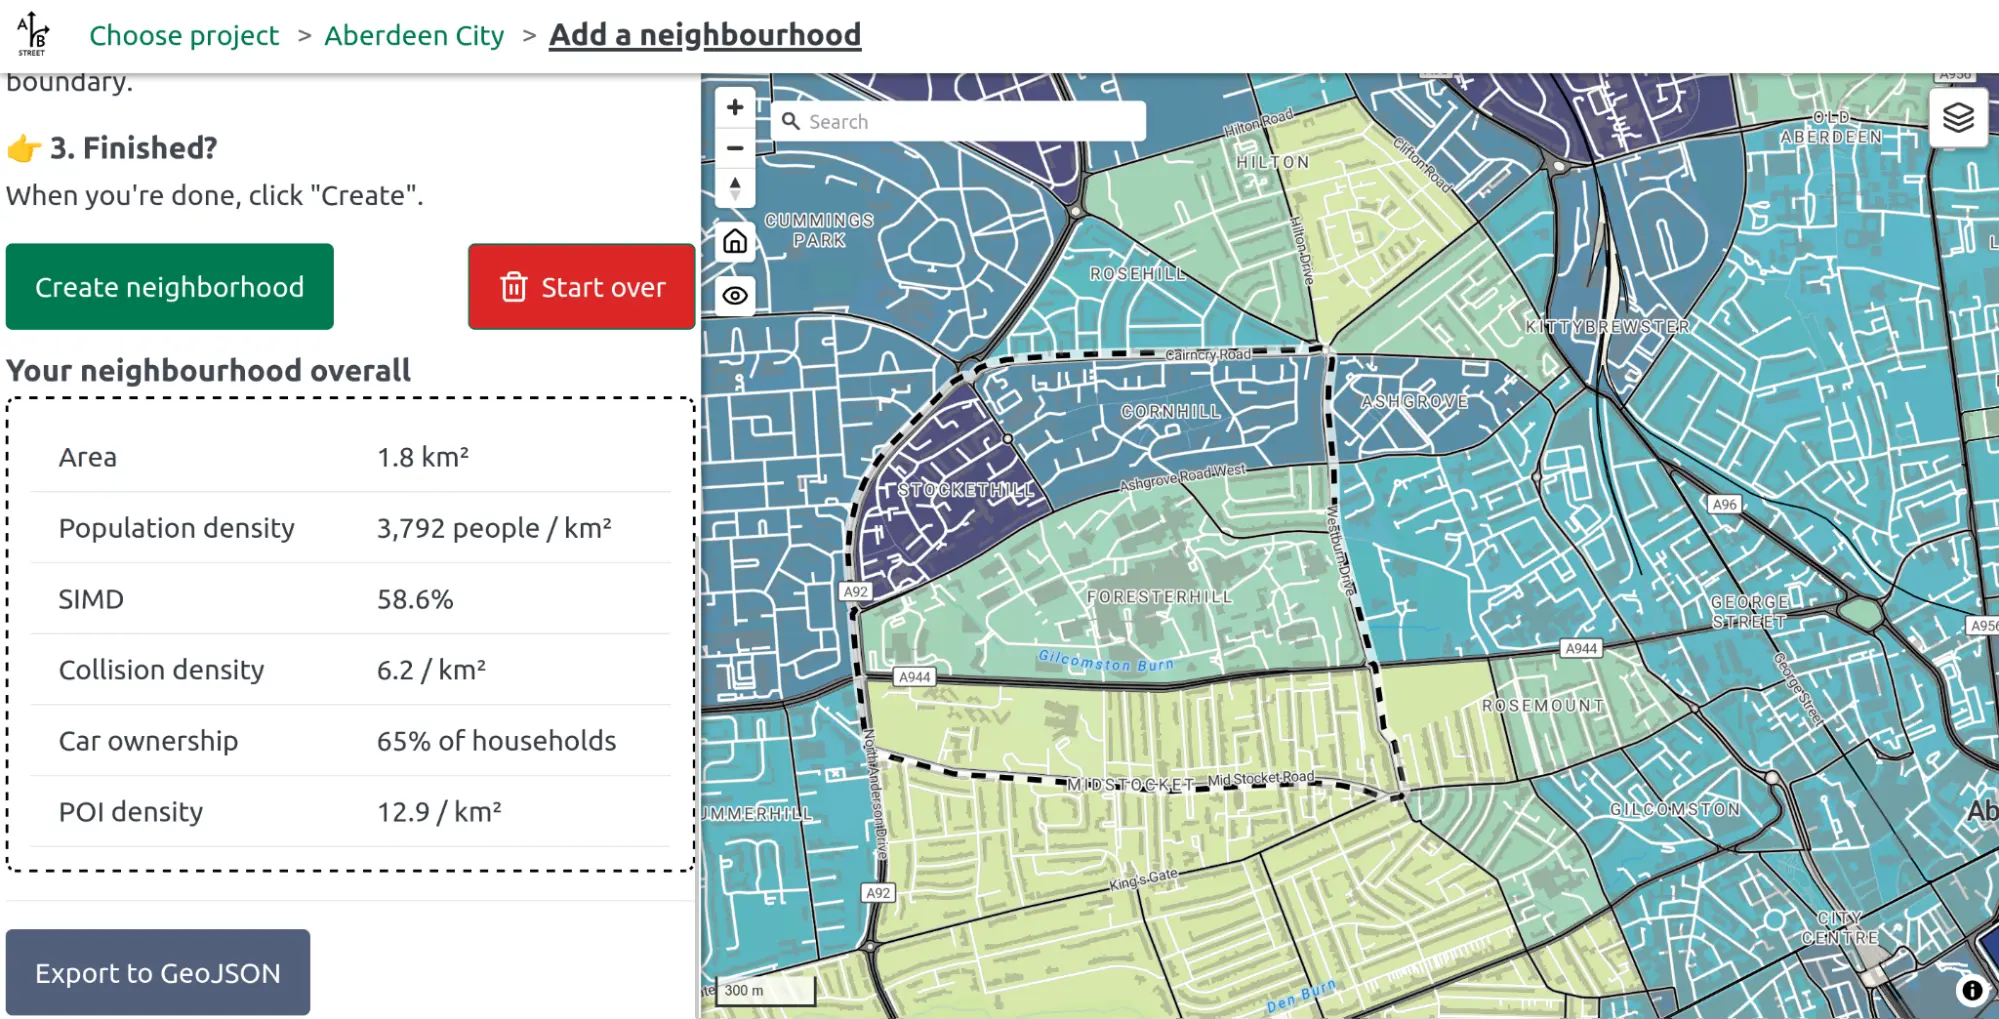 A B STREET
Choose project > Aberdeen City > Add a neighbourhood
boundary.
👉 3. Finished?
When you're done, click "Create".
Create neighborhood
Start over
Your neighbourhood overall
Area 1.8 km²
Population density 3,792 people / km²
SIMD 58.6%
Collision density 6.2 / km²
Car ownership 65% of households
POI density 12.9 / km²
Export to GeoJSON
Search
A956
Hilton Road
OLD
ABERDEEN
HILTON
Clifton Road
CUMMINGS
PARK
Hilton Drive
ROSEHILL
KITTYBREWSTER
Cairncry Road
CORNHILL
ASHGROVE
Ashgrove Road West
STOCKETHILL
A96
Westburn Drive
A92
FORESTERHILL
GEORGE
STREET
A956
Gilcomston Burn
A944
A944
George Street
ROSEMOUNT
North Anderson Drive
MIDSTOCKET
Mid Stocket Road
UMMERHILL
GILCOMSTON
Ab
King's Gate
A92
CITY
CENTRE
300 m
Den Burn